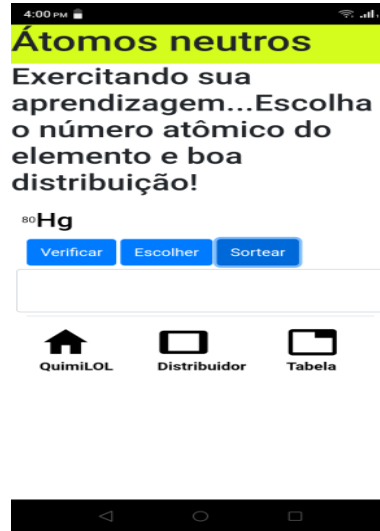 4:00 PM
Átomos neutros
Exercitando sua
aprendizagem...Escolha
o número atômico do
elemento e boa
distribuição!
80Hg
Verificar Escolher Sortear
QuimiLOL Distribuidor Tabela